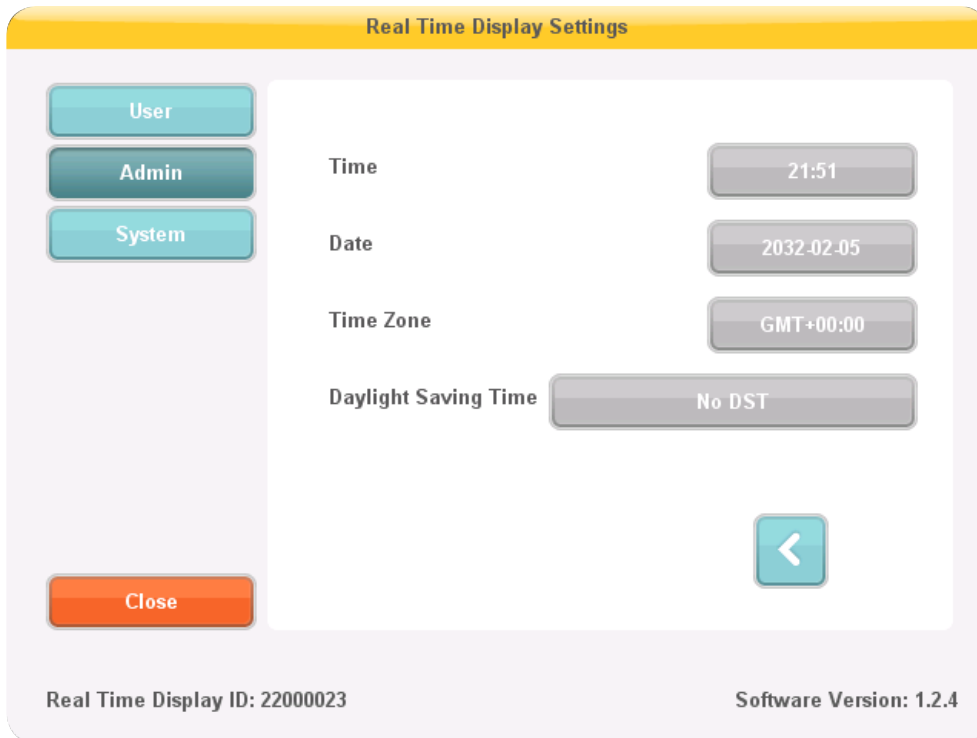 Real Time Display Settings
User
Admin
System
Time 21:51
Date 2032-02-05
Time Zone GMT+00:00
Daylight Saving Time No DST
Close
Real Time Display ID: 22000023 Software Version: 1.2.4